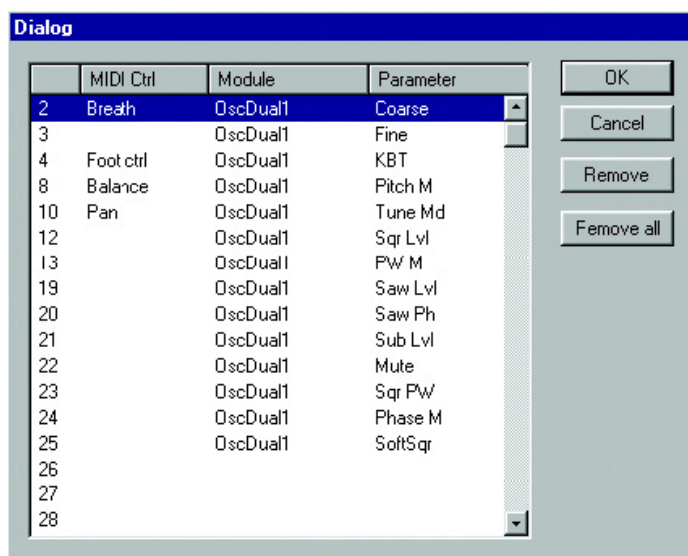 Dialog
MIDI Ctrl Module Parameter
2 Breath OscDual1 Coarse
3 OscDual1 Fine
4 Foot ctrl OscDual1 KBT
8 Balance OscDual1 Pitch M
10 Pan OscDual1 Tune Md
12 OscDual1 Sqr Lvl
13 OscDual1 PW M
19 OscDual1 Saw Lvl
20 OscDual1 Saw Ph
21 OscDual1 Sub Lvl
22 OscDual1 Mute
23 OscDual1 Sqr PW
24 OscDual1 Phase M
25 OscDual1 SoftSqr
26
27
28
OK
Cancel
Remove
Femove all